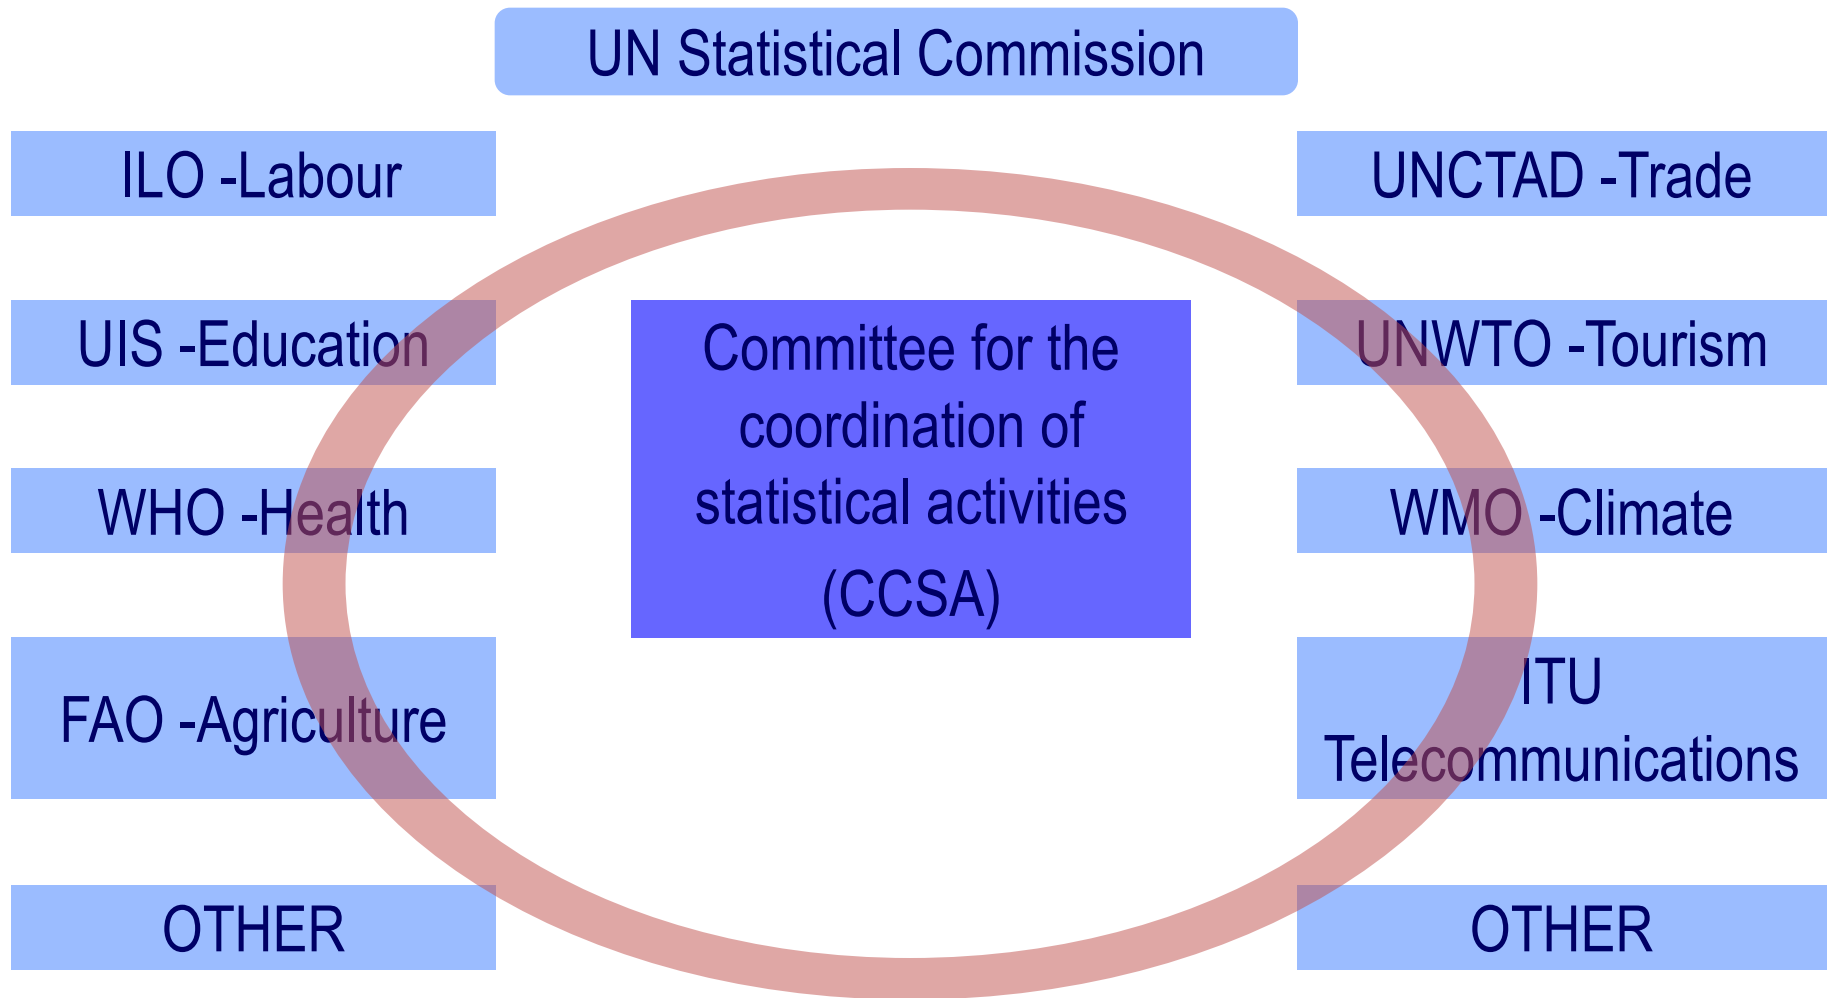 UN Statistical Commission
ILO -Labour
UIS -Education
WHO -Health
FAO -Agriculture
OTHER
Committee for the
coordination of
statistical activities
(CCSA)
UNCTAD -Trade
UNWTO -Tourism
WMO -Climate
ITU
Telecommunications
OTHER